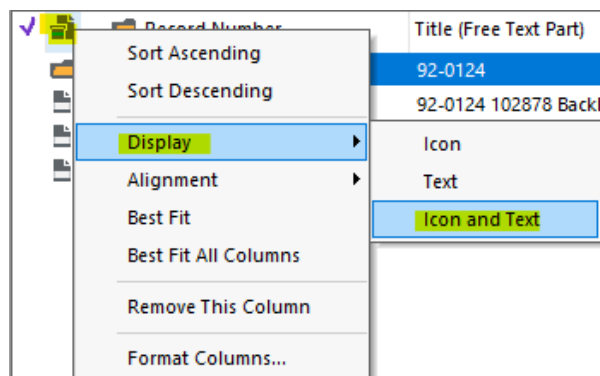 Record Number
Title (Free Text Part)
Sort Ascending
92-0124
Sort Descending
92-0124 102878 Back
Display
Icon
Alignment
Text
Best Fit
Icon and Text
Best Fit All Columns
Remove This Column
Format Columns...